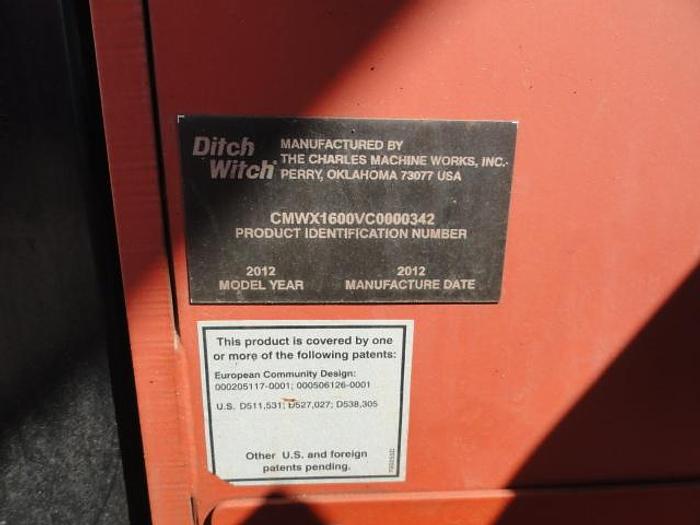 Ditch Witch®
MANUFACTURED BY
THE CHARLES MACHINE WORKS, INC.
PERRY, OKLAHOMA 73077 USA
CMWX1600VC0000342
PRODUCT IDENTIFICATION NUMBER
2012 2012
MODEL YEAR MANUFACTURE DATE
This product is covered by one
or more of the following patents:
European Community Design:
000205117-0001; 000506126-0001
U.S. D511,531; D527,027; D538,305
Other U.S. and foreign
patents pending.